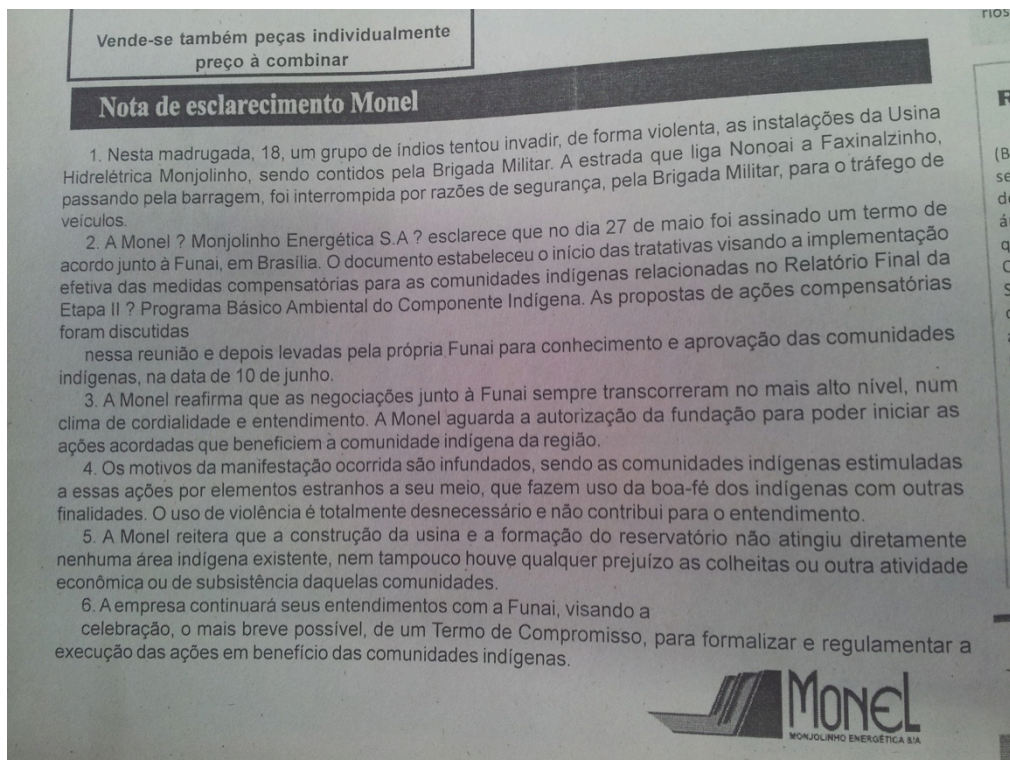 Vende-se também peças individualmente
preço à combinar
Nota de esclarecimento Monel
1. Nesta madrugada, 18, um grupo de índios tentou invadir, de forma violenta, as instalações da Usina
Hidrelétrica Monjolinho, sendo contidos pela Brigada Militar. A estrada que liga Nonoai a Faxinalzinho,
passando pela barragem, foi interrompida por razões de segurança, pela Brigada Militar, para o tráfego de
veículos.
2. A Monel ? Monjolinho Energética S.A ? esclarece que no dia 27 de maio foi assinado um termo de
acordo junto à Funai, em Brasília. O documento estabeleceu o início das tratativas visando a implementação
efetiva das medidas compensatórias para as comunidades indígenas relacionadas no Relatório Final da
Etapa II ? Programa Básico Ambiental do Componente Indígena. As propostas de ações compensatórias
foram discutidas
nessa reunião e depois levadas pela própria Funai para conhecimento e aprovação das comunidades
indígenas, na data de 10 de junho.
3. A Monel reafirma que as negociações junto à Funai sempre transcorreram no mais alto nível, num
clima de cordialidade e entendimento. A Monel aguarda a autorização da fundação para poder iniciar as
ações acordadas que beneficiem a comunidade indígena da região.
4. Os motivos da manifestação ocorrida são infundados, sendo as comunidades indígenas estimuladas
a essas ações por elementos estranhos a seu meio, que fazem uso da boa-fé dos indígenas com outras
finalidades. O uso de violência é totalmente desnecessário e não contribui para o entendimento.
5. A Monel reitera que a construção da usina e a formação do reservatório não atingiu diretamente
nenhuma área indígena existente, nem tampouco houve qualquer prejuízo as colheitas ou outra atividade
econômica ou de subsistência daquelas comunidades.
6. A empresa continuará seus entendimentos com a Funai, visando a
celebração, o mais breve possível, de um Termo de Compromisso, para formalizar e regulamentar a
execução das ações em benefício das comunidades indígenas.
MONEL
MONJOLINHO ENERGÉTICA S/A